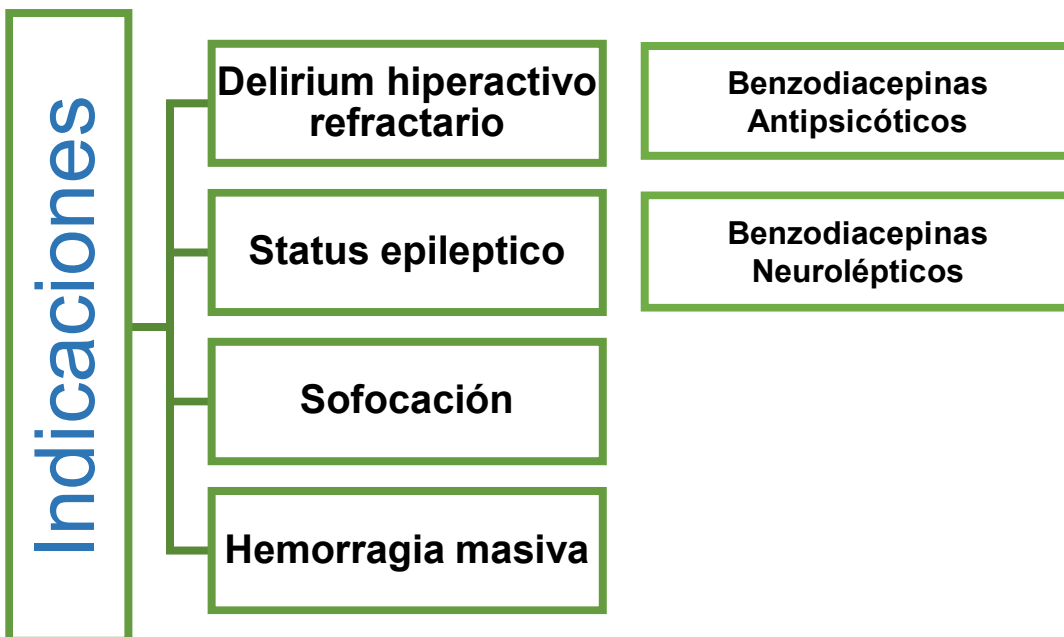 Indicaciones
Delirium hiperactivo
refractario
Benzodiacepinas
Antipsicóticos
Status epileptico
Benzodiacepinas
Neurolépticos
Sofocación
Hemorragia masiva